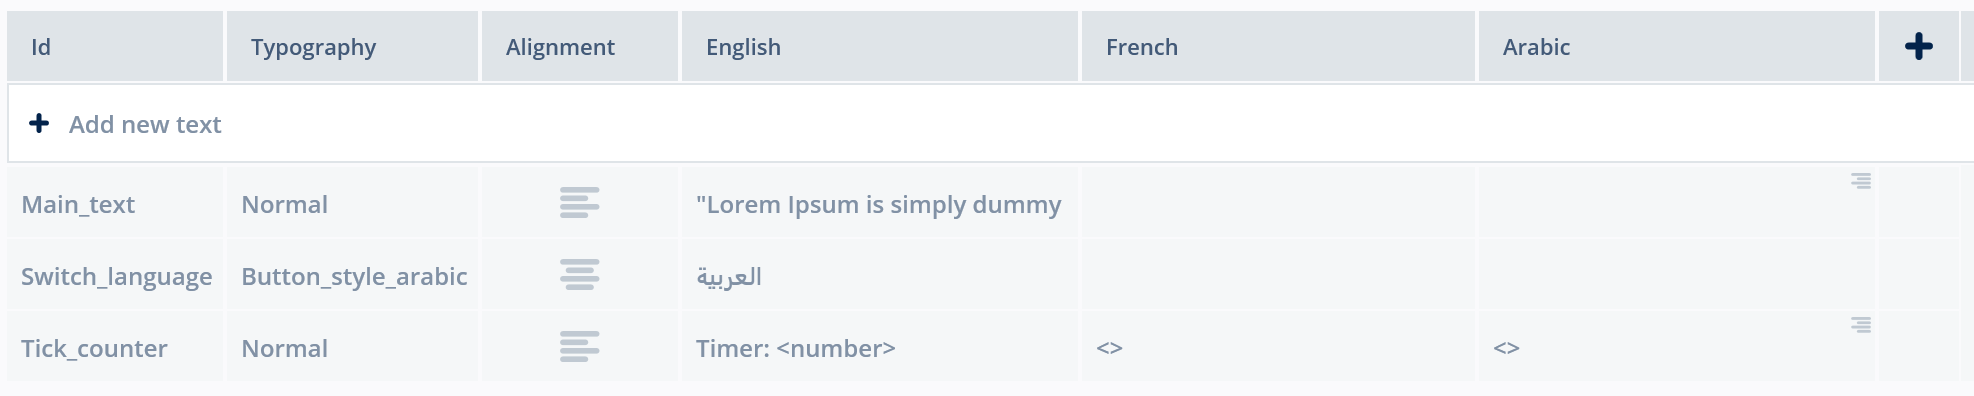 Id Typography Alignment English French Arabic
Add new text
Main_text Normal "Lorem Ipsum is simply dummy
Switch_language Button_style_arabic العربية
Tick_counter Normal Timer: <number> <> <>